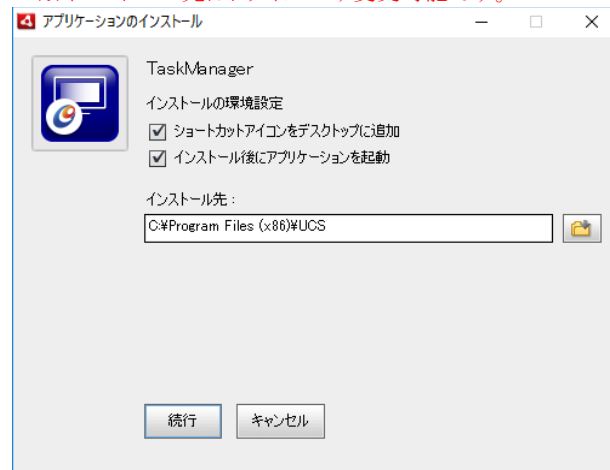 アプリケーションのインストール
TaskManager
インストールの環境設定
ショートカットアイコンをデスクトップに追加
インストール後にアプリケーションを起動
インストール先：
C:¥Program Files (x86)¥UCS
続行
キャンセル